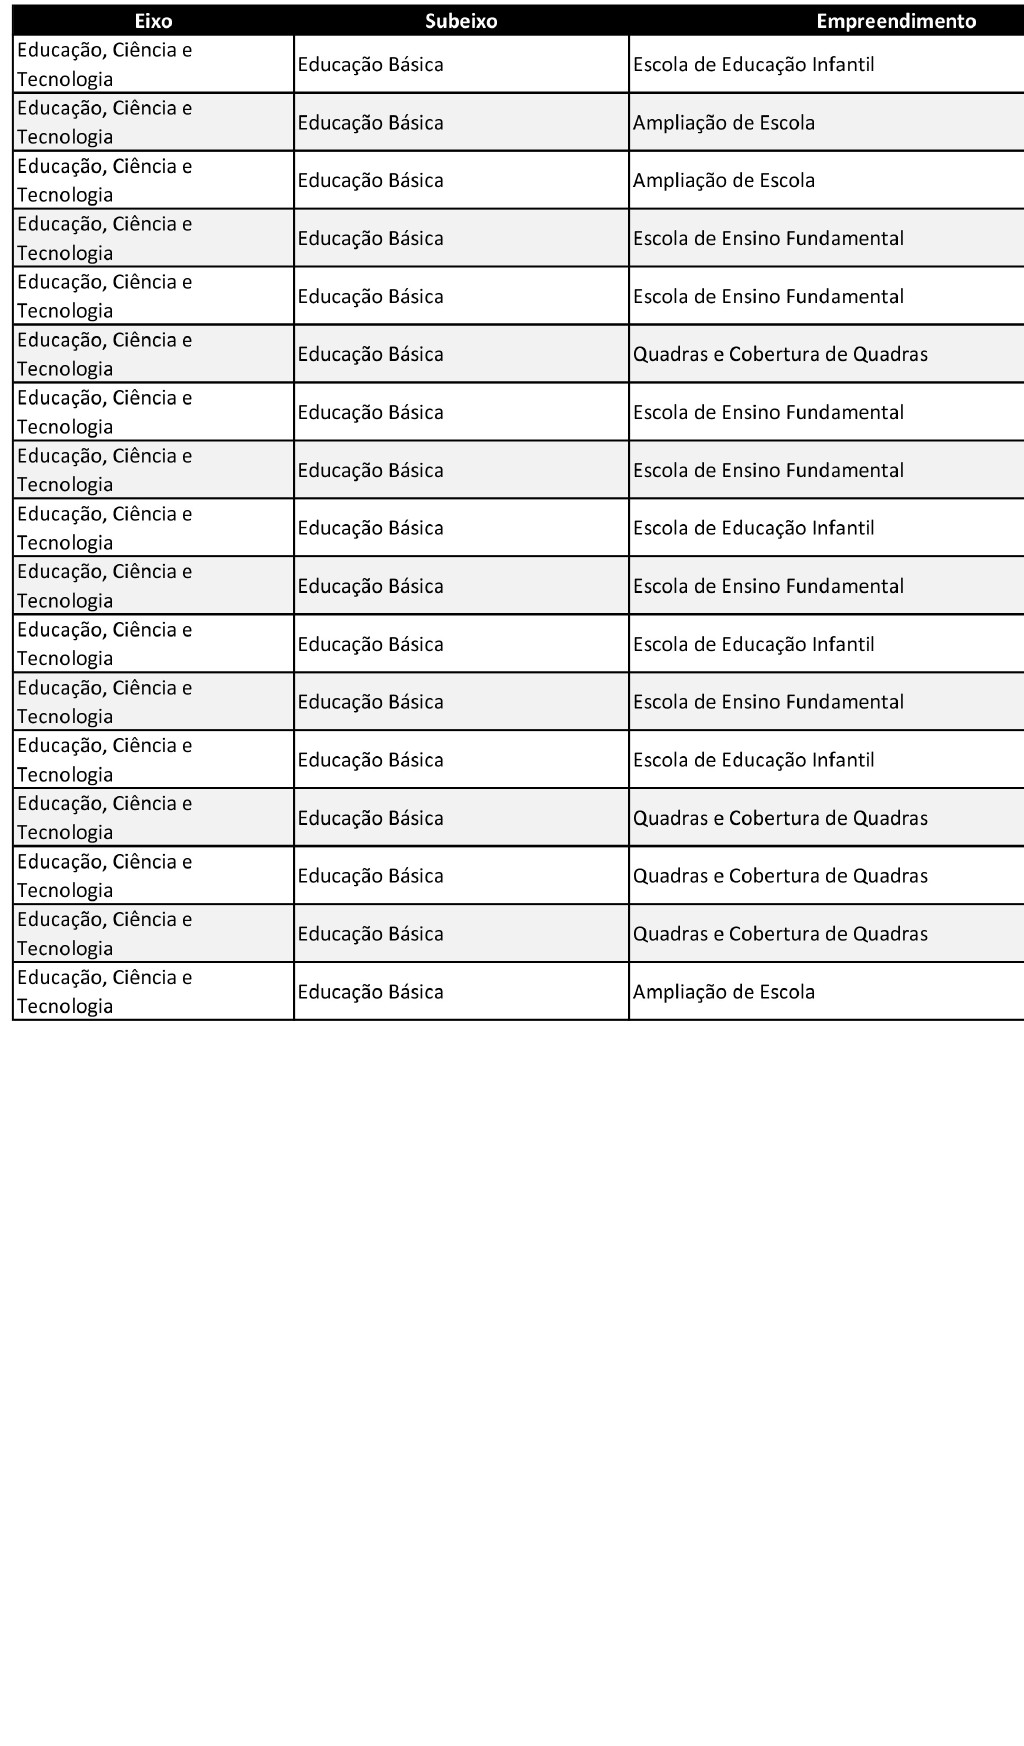 Eixo Subeixo Empreendimento
Educação, Ciência e
Tecnologia
Educação Básica
Escola de Educação Infantil
Educação, Ciência e
Tecnologia
Educação Básica
Ampliação de Escola
Educação, Ciência e
Tecnologia
Educação Básica
Ampliação de Escola
Educação, Ciência e
Tecnologia
Educação Básica
Escola de Ensino Fundamental
Educação, Ciência e
Tecnologia
Educação Básica
Escola de Ensino Fundamental
Educação, Ciência e
Tecnologia
Educação Básica
Quadras e Cobertura de Quadras
Educação, Ciência e
Tecnologia
Educação Básica
Escola de Ensino Fundamental
Educação, Ciência e
Tecnologia
Educação Básica
Escola de Ensino Fundamental
Educação, Ciência e
Tecnologia
Educação Básica
Escola de Educação Infantil
Educação, Ciência e
Tecnologia
Educação Básica
Escola de Ensino Fundamental
Educação, Ciência e
Tecnologia
Educação Básica
Escola de Educação Infantil
Educação, Ciência e
Tecnologia
Educação Básica
Escola de Ensino Fundamental
Educação, Ciência e
Tecnologia
Educação Básica
Escola de Educação Infantil
Educação, Ciência e
Tecnologia
Educação Básica
Quadras e Cobertura de Quadras
Educação, Ciência e
Tecnologia
Educação Básica
Quadras e Cobertura de Quadras
Educação, Ciência e
Tecnologia
Educação Básica
Quadras e Cobertura de Quadras
Educação, Ciência e
Tecnologia
Educação Básica
Ampliação de Escola